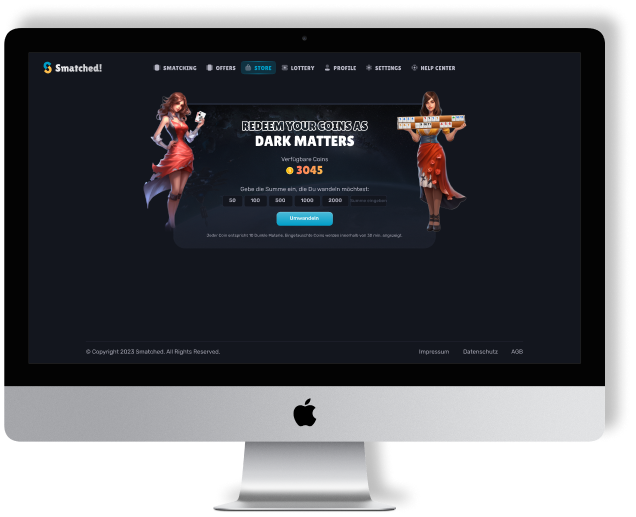 Smatched!
SMATCHING
OFFERS
STORE
LOTTERY
PROFILE
SETTINGS
HELP CENTER
REDEEM YOUR COINS AS
DARK MATTERS
Verfügbare Coins
3045
Gebe die Summe ein, die Du wandeln möchtest:
50 100 500 1000 2000 Summe eingeben
Umwandeln
© Copyright 2023 Smatched. All Rights Reserved.
Impressum Datenschutz AGB